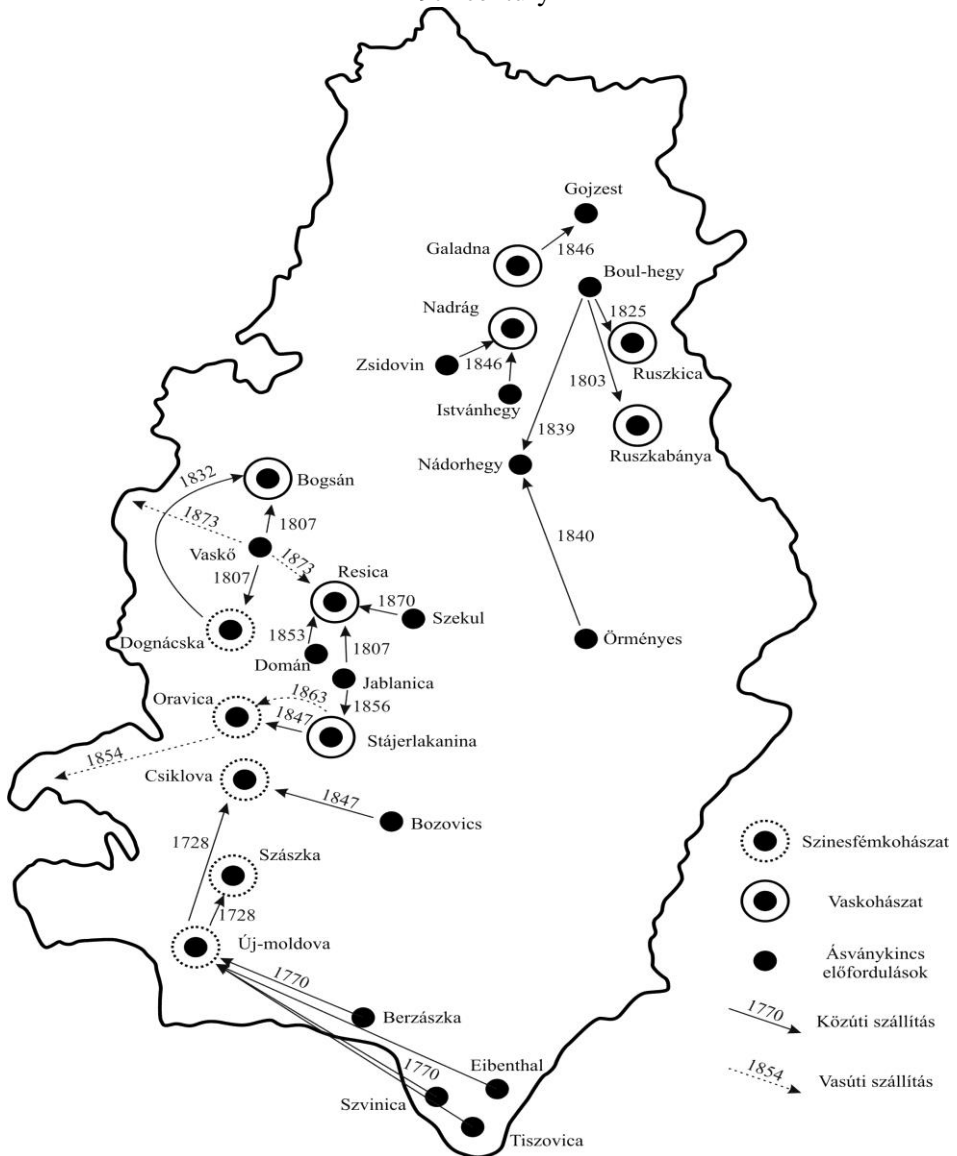 Gojzest
Galadna
1846
Boul-hegy
Nadrág
1825
Zsidovin
1846
Ruszkica
1803
Istvánhegy
1839
Ruszkabánya
Nádorhegy
1832
Bogsán
1873
1807
1840
Vaskő
1873
1807
Resica
1870
Szekul
Dognácska
1853
1807
Örményes
Domán
Jablanica
Oravica
1863
1856
1847
Stájerlakanina
1854
Csiklova
1847
Bozovics
1728
Szászka
1728
Új-moldova
1770
Berzászka
Eibenthal
1770
Szvinica
Tiszovica
Szinesfémkohászat
Vaskohászat
Ásványkincs
előfordulások
1770
Közúti szállítás
1854
Vasúti szállítás